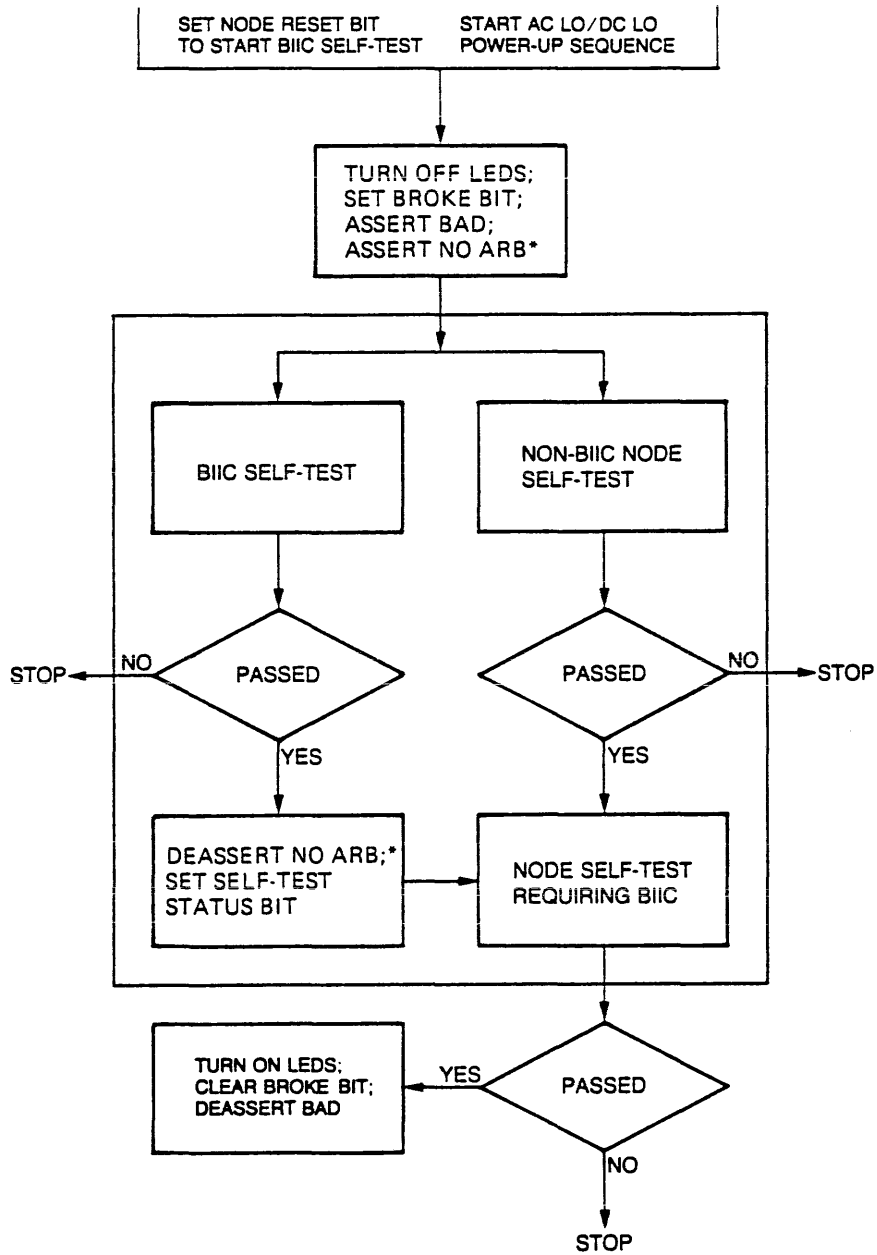 SET NODE RESET BIT
TO START BIIC SELF-TEST
START AC LO/DC LO
POWER-UP SEQUENCE
TURN OFF LEDS;
SET BROKE BIT;
ASSERT BAD;
ASSERT NO ARB*
BIIC SELF-TEST
NON-BIIC NODE
SELF-TEST
STOP
NO
PASSED
PASSED
NO
STOP
YES
YES
DEASSERT NO ARB;*
SET SELF-TEST
STATUS BIT
NODE SELF-TEST
REQUIRING BIIC
TURN ON LEDS;
CLEAR BROKE BIT;
DEASSERT BAD
YES
PASSED
NO
STOP